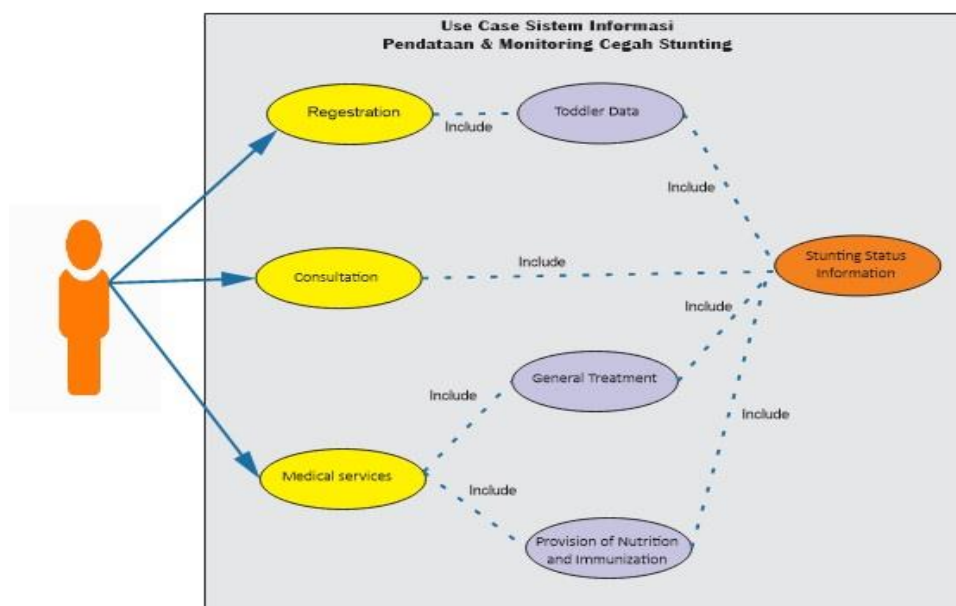 Use Case Sistem Informasi
Pendataan & Monitoring Cegah Stunting
Regestration
Include
Toddler Data
Include
Consultation
Include
Stunting Status
Information
Include
General Treatment
Include
Include
Medical services
Include
Provision of Nutrition
and Immunization